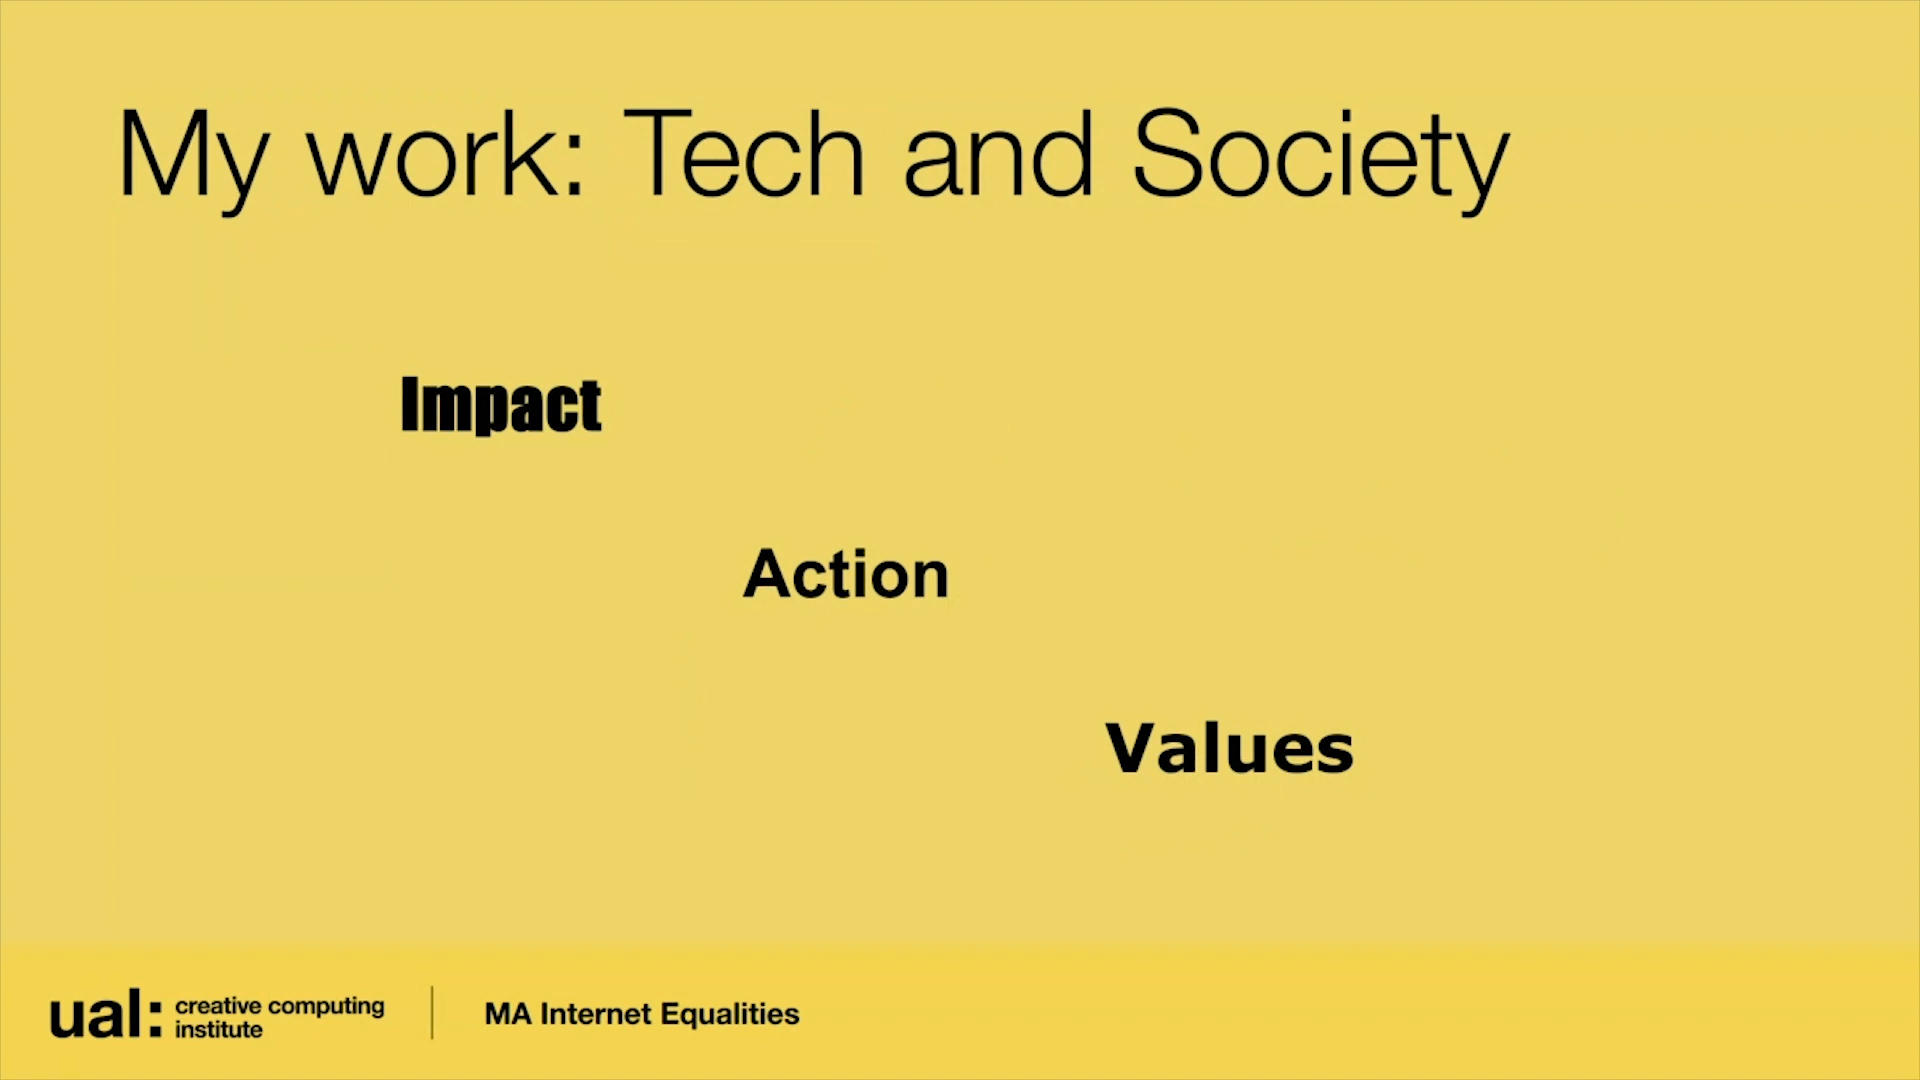 My work: Tech and Society
Impact
Action
Values
ual: creative computing
institute
MA Internet Equalities